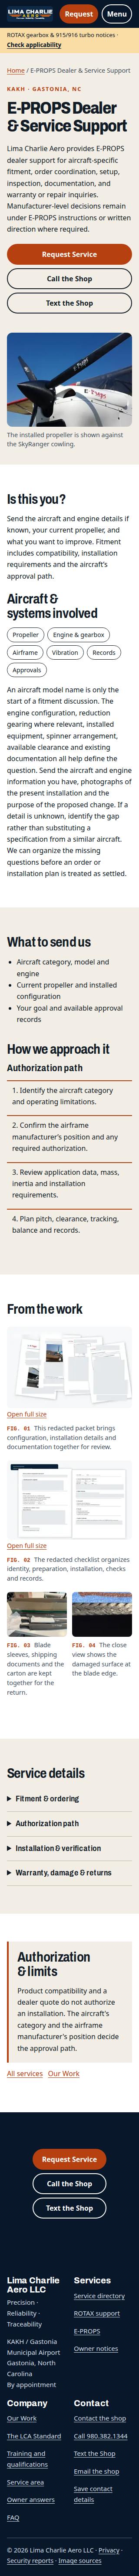 LIMA CHARLIE
AERO
Request
Menu
ROTAX gearbox & 915/916 turbo notices ·
Check applicability
Home / E-PROPS Dealer & Service Support
KAKH · GASTONIA, NC
E-PROPS Dealer
& Service Support
Lima Charlie Aero provides E-PROPS
dealer support for aircraft-specific
fitment, order coordination, setup,
inspection, documentation, and
warranty or repair inquiries.
Manufacturer-level decisions remain
under E-PROPS instructions or written
direction where required.
Request Service
Call the Shop
Text the Shop
The installed propeller is shown against
the SkyRanger cowling.
Is this you?
Send the aircraft and engine details if
known, your current propeller, and
what you want to improve. Fitment
includes compatibility, installation
requirements and the aircraft's
approval path.
Aircraft &
systems involved
Propeller
Engine & gearbox
Airframe
Vibration
Records
Approvals
An aircraft model name is only the
start of a fitment discussion. The
engine configuration, reduction
gearing where relevant, installed
equipment, spinner arrangement,
available clearance and existing
documentation all help define the
question. Send the aircraft and engine
information you have, photographs of
the present installation and the
purpose of the proposed change. If a
detail is unknown, identify the gap
rather than substituting a
specification from a similar aircraft.
We can organize the missing
questions before an order or
installation plan is treated as settled.
What to send us
Aircraft category, model and
engine
Current propeller and installed
configuration
Your goal and available approval
records
How we approach it
Authorization path
1. Identify the aircraft category
and operating limitations.
2. Confirm the airframe
manufacturer's position and any
required authorization.
3. Review application data, mass,
inertia and installation
requirements.
4. Plan pitch, clearance, tracking,
balance and records.
From the work
Open full size
FIG. 01 This redacted packet brings
configuration, installation details and
documentation together for review.
Open full size
FIG. 02 The redacted checklist organizes
identity, preparation, installation, checks
and records.
FIG. 03 Blade
sleeves, shipping
documents and the
carton are kept
together for the
return.
FIG. 04 The close
view shows the
damaged surface at
the blade edge.
Service details
Fitment & ordering
Authorization path
Installation & verification
Warranty, damage & returns
Authorization
& limits
Product compatibility or a
dealer quote do not authorize
an installation. The aircraft's
category and the airframe
manufacturer's position decide
the approval path.
All services Our Work
Request Service
Call the Shop
Text the Shop
Lima Charlie
Aero LLC
Precision ·
Reliability ·
Traceability
KAKH / Gastonia
Municipal Airport
Gastonia, North
Carolina
By appointment
Services
Service directory
ROTAX support
E-PROPS
Owner notices
Company
Our Work
The LCA Standard
Training and
qualifications
Service area
Owner answers
FAQ
Contact
Contact the shop
Call 980.382.1344
Text the Shop
Email the shop
Save contact
details
© 2026 Lima Charlie Aero LLC · Privacy ·
Security reports · Image sources